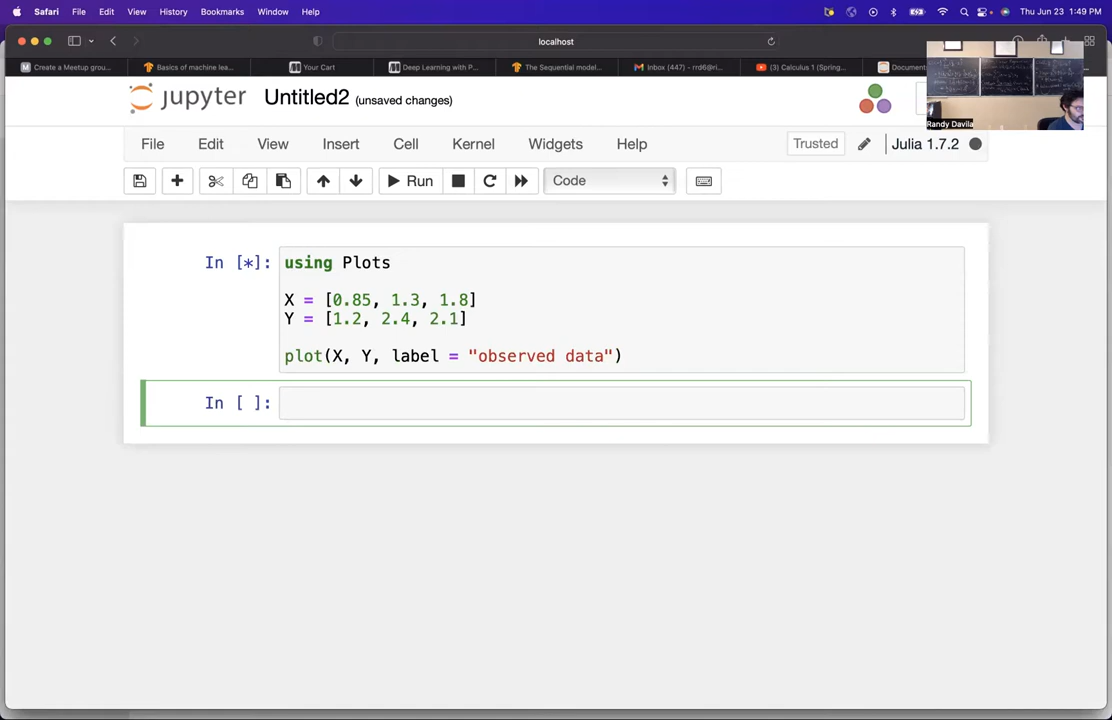 Safari File Edit View History Bookmarks Window Help Thu Jun 23 1:49 PM
localhost
Create a Meetup grou... Basics of machine lea... Your Cart Deep Learning with P... The Sequential model... Inbox (447) - rrd6@ri... (3) Calculus 1 (Spring... Document
jupyter Untitled2 (unsaved changes)
Randy Davila
File Edit View Insert Cell Kernel Widgets Help Trusted Julia 1.7.2
Run Code
In [*]: using Plots
X = [0.85, 1.3, 1.8]
Y = [1.2, 2.4, 2.1]
plot(X, Y, label = "observed data")
In [ ]: